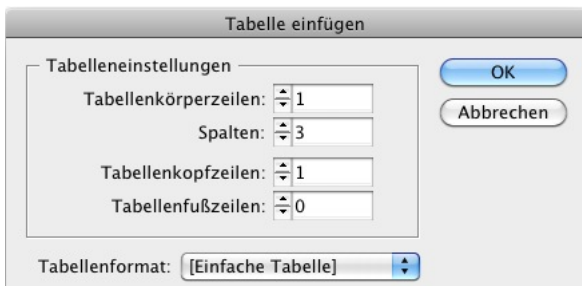 Tabelle einfügen
Tabelleneinstellungen
OK
Tabellenkörperzeilen: 1
Abbrechen
Spalten: 3
Tabellenkopfzeilen: 1
Tabellenfußzeilen: 0
Tabellenformat: [Einfache Tabelle]